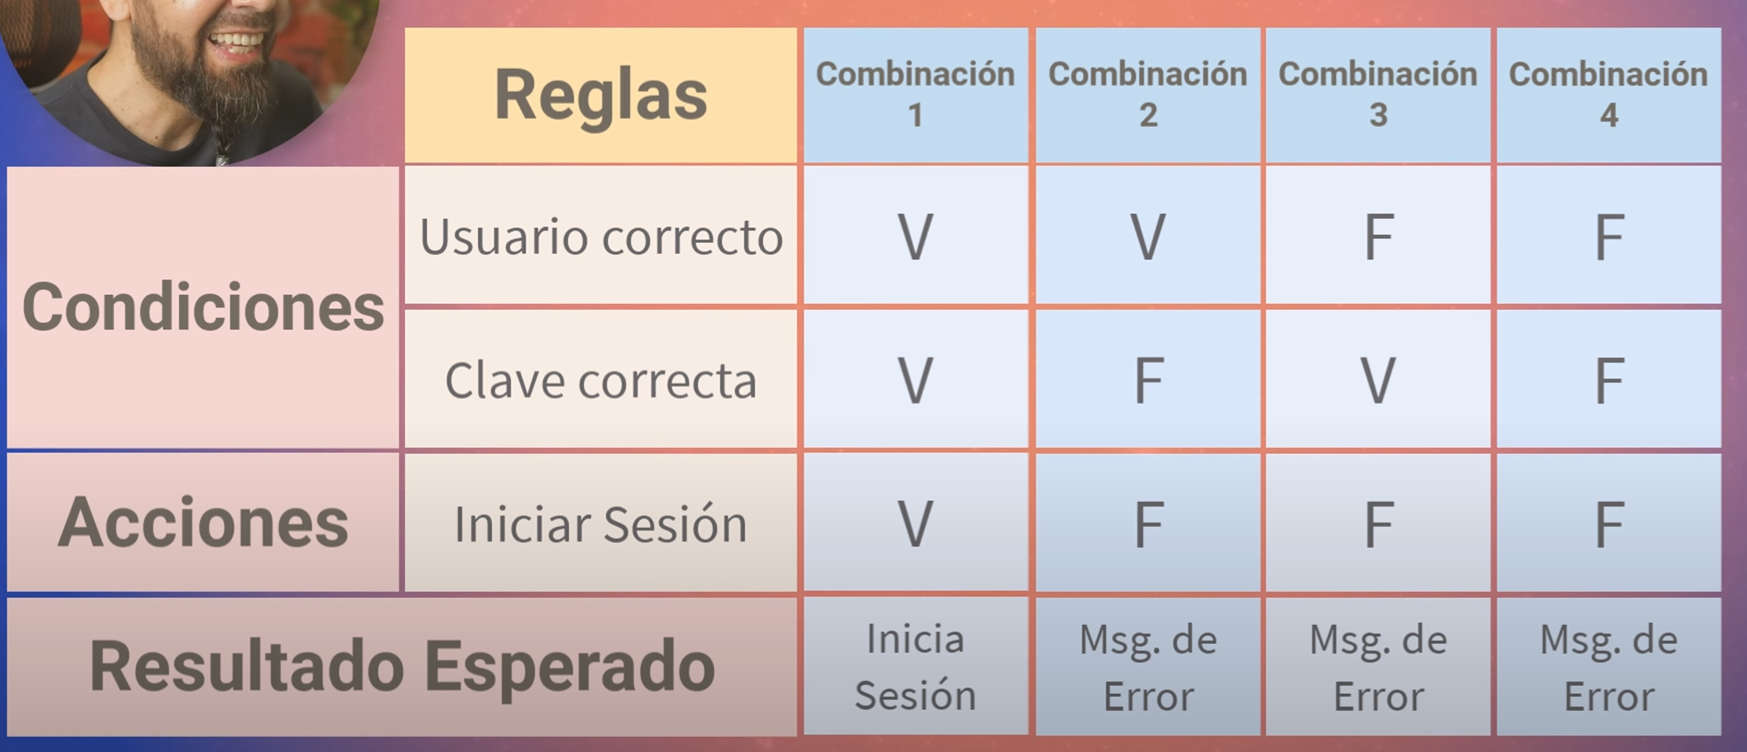 Reglas
Combinación
1
Combinación
2
Combinación
3
Combinación
4
Condiciones
Usuario correcto
V
V
F
F
Clave correcta
V
F
V
F
Acciones
Iniciar Sesión
V
F
F
F
Resultado Esperado
Inicia
Sesión
Msg. de
Error
Msg. de
Error
Msg. de
Error